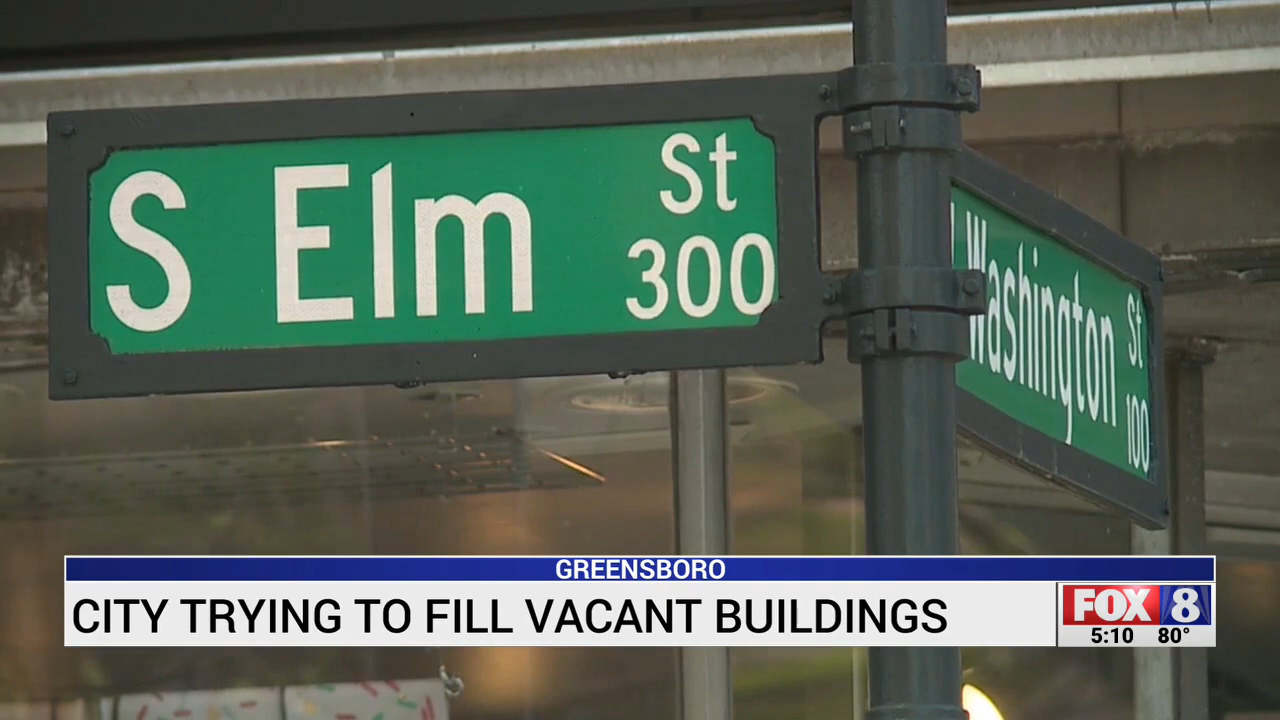 S Elm St
300
Washington St
100
GREENSBORO
CITY TRYING TO FILL VACANT BUILDINGS
FOX 8
5:10 80°